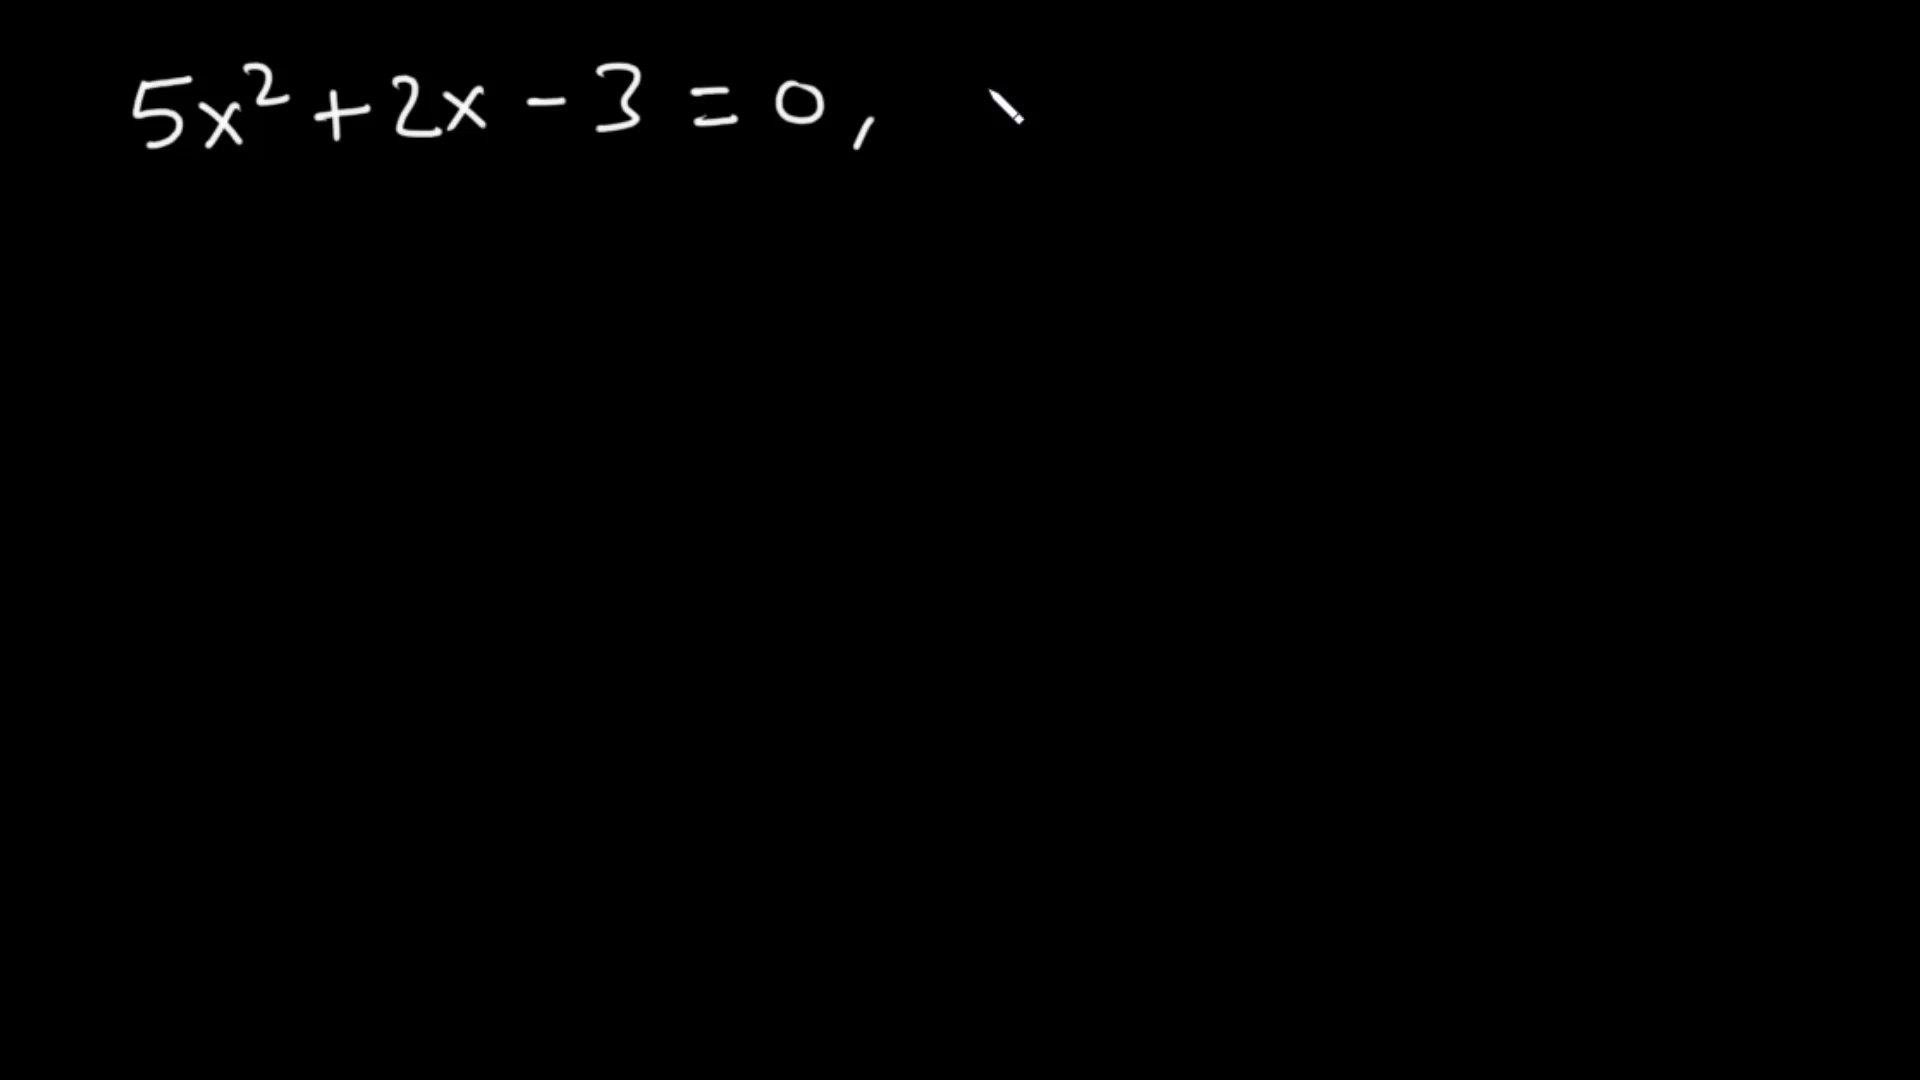 5x² + 2x - 3 = 0,